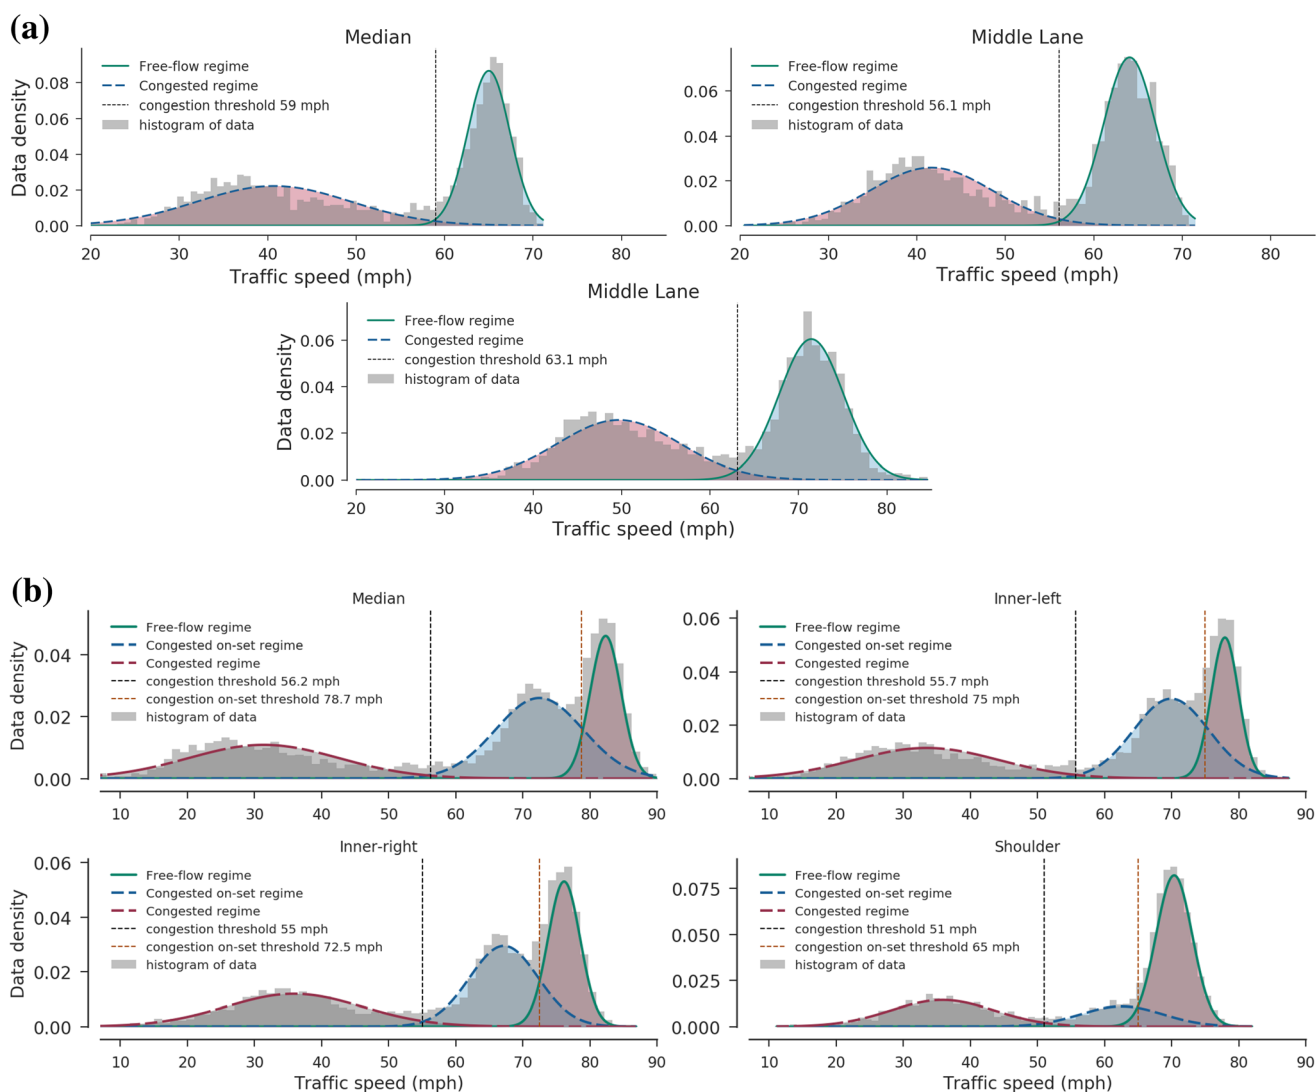 (a)
Median
Free-flow regime
Congested regime
congestion threshold 59 mph
histogram of data
Data density
0.08
0.06
0.04
0.02
0.00
20 30 40 50 60 70 80
Traffic speed (mph)
Middle Lane
Free-flow regime
Congested regime
congestion threshold 56.1 mph
histogram of data
0.06
0.04
0.02
0.00
20 30 40 50 60 70 80
Traffic speed (mph)
Middle Lane
Free-flow regime
Congested regime
congestion threshold 63.1 mph
histogram of data
Data density
0.06
0.04
0.02
0.00
20 30 40 50 60 70 80
Traffic speed (mph)
(b)
Median
Free-flow regime
Congested on-set regime
Congested regime
congestion threshold 56.2 mph
congestion on-set threshold 78.7 mph
histogram of data
Data density
0.04
0.02
0.00
10 20 30 40 50 60 70 80 90
Inner-left
Free-flow regime
Congested on-set regime
Congested regime
congestion threshold 55.7 mph
congestion on-set threshold 75 mph
histogram of data
0.06
0.04
0.02
0.00
10 20 30 40 50 60 70 80 90
Inner-right
Free-flow regime
Congested on-set regime
Congested regime
congestion threshold 55 mph
congestion on-set threshold 72.5 mph
histogram of data
Data density
0.06
0.04
0.02
0.00
10 20 30 40 50 60 70 80 90
Traffic speed (mph)
Shoulder
Free-flow regime
Congested on-set regime
Congested regime
congestion threshold 51 mph
congestion on-set threshold 65 mph
histogram of data
0.075
0.050
0.025
0.000
10 20 30 40 50 60 70 80 90
Traffic speed (mph)